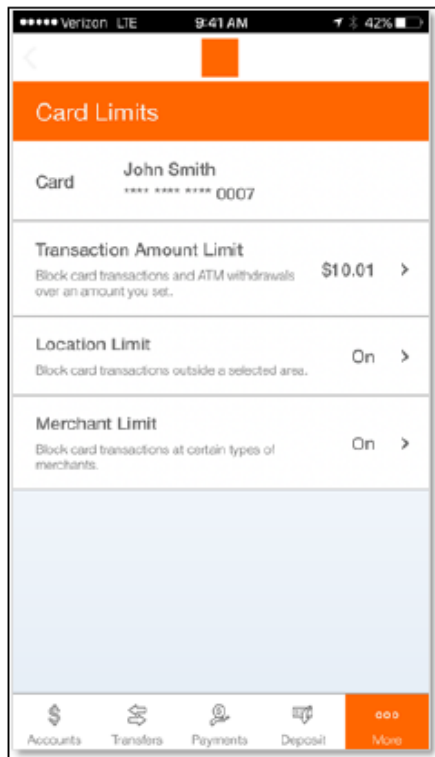 Verizon LTE 9:41 AM 42%
Card Limits
Card John Smith
**** **** **** 0007
Transaction Amount Limit
Block card transactions and ATM withdrawals
over an amount you set.
$10.01 >
Location Limit
Block card transactions outside a selected area.
On >
Merchant Limit
Block card transactions at certain types of
merchants.
On >
Accounts Transfers Payments Deposit More